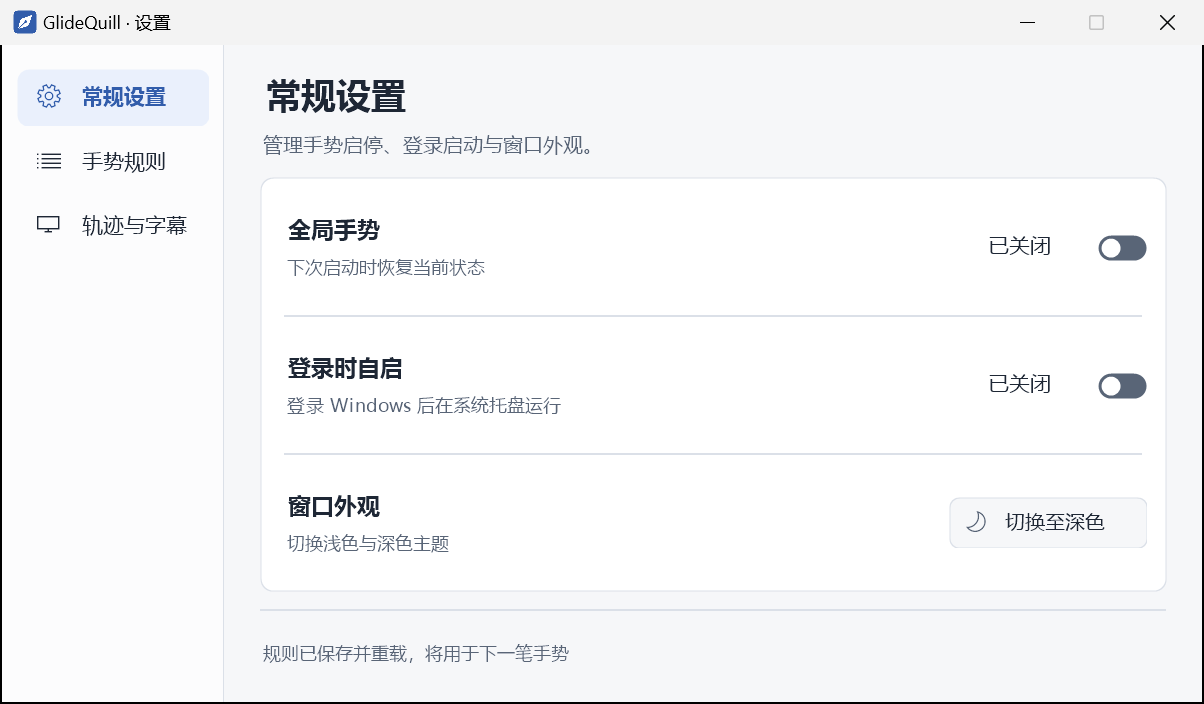 GlideQuill · 设置
常规设置
手势规则
轨迹与字幕
常规设置
管理手势启停、登录启动与窗口外观。
全局手势
下次启动时恢复当前状态
已关闭
登录时自启
登录 Windows 后在系统托盘运行
已关闭
窗口外观
切换浅色与深色主题
切换至深色
规则已保存并重载，将用于下一笔手势